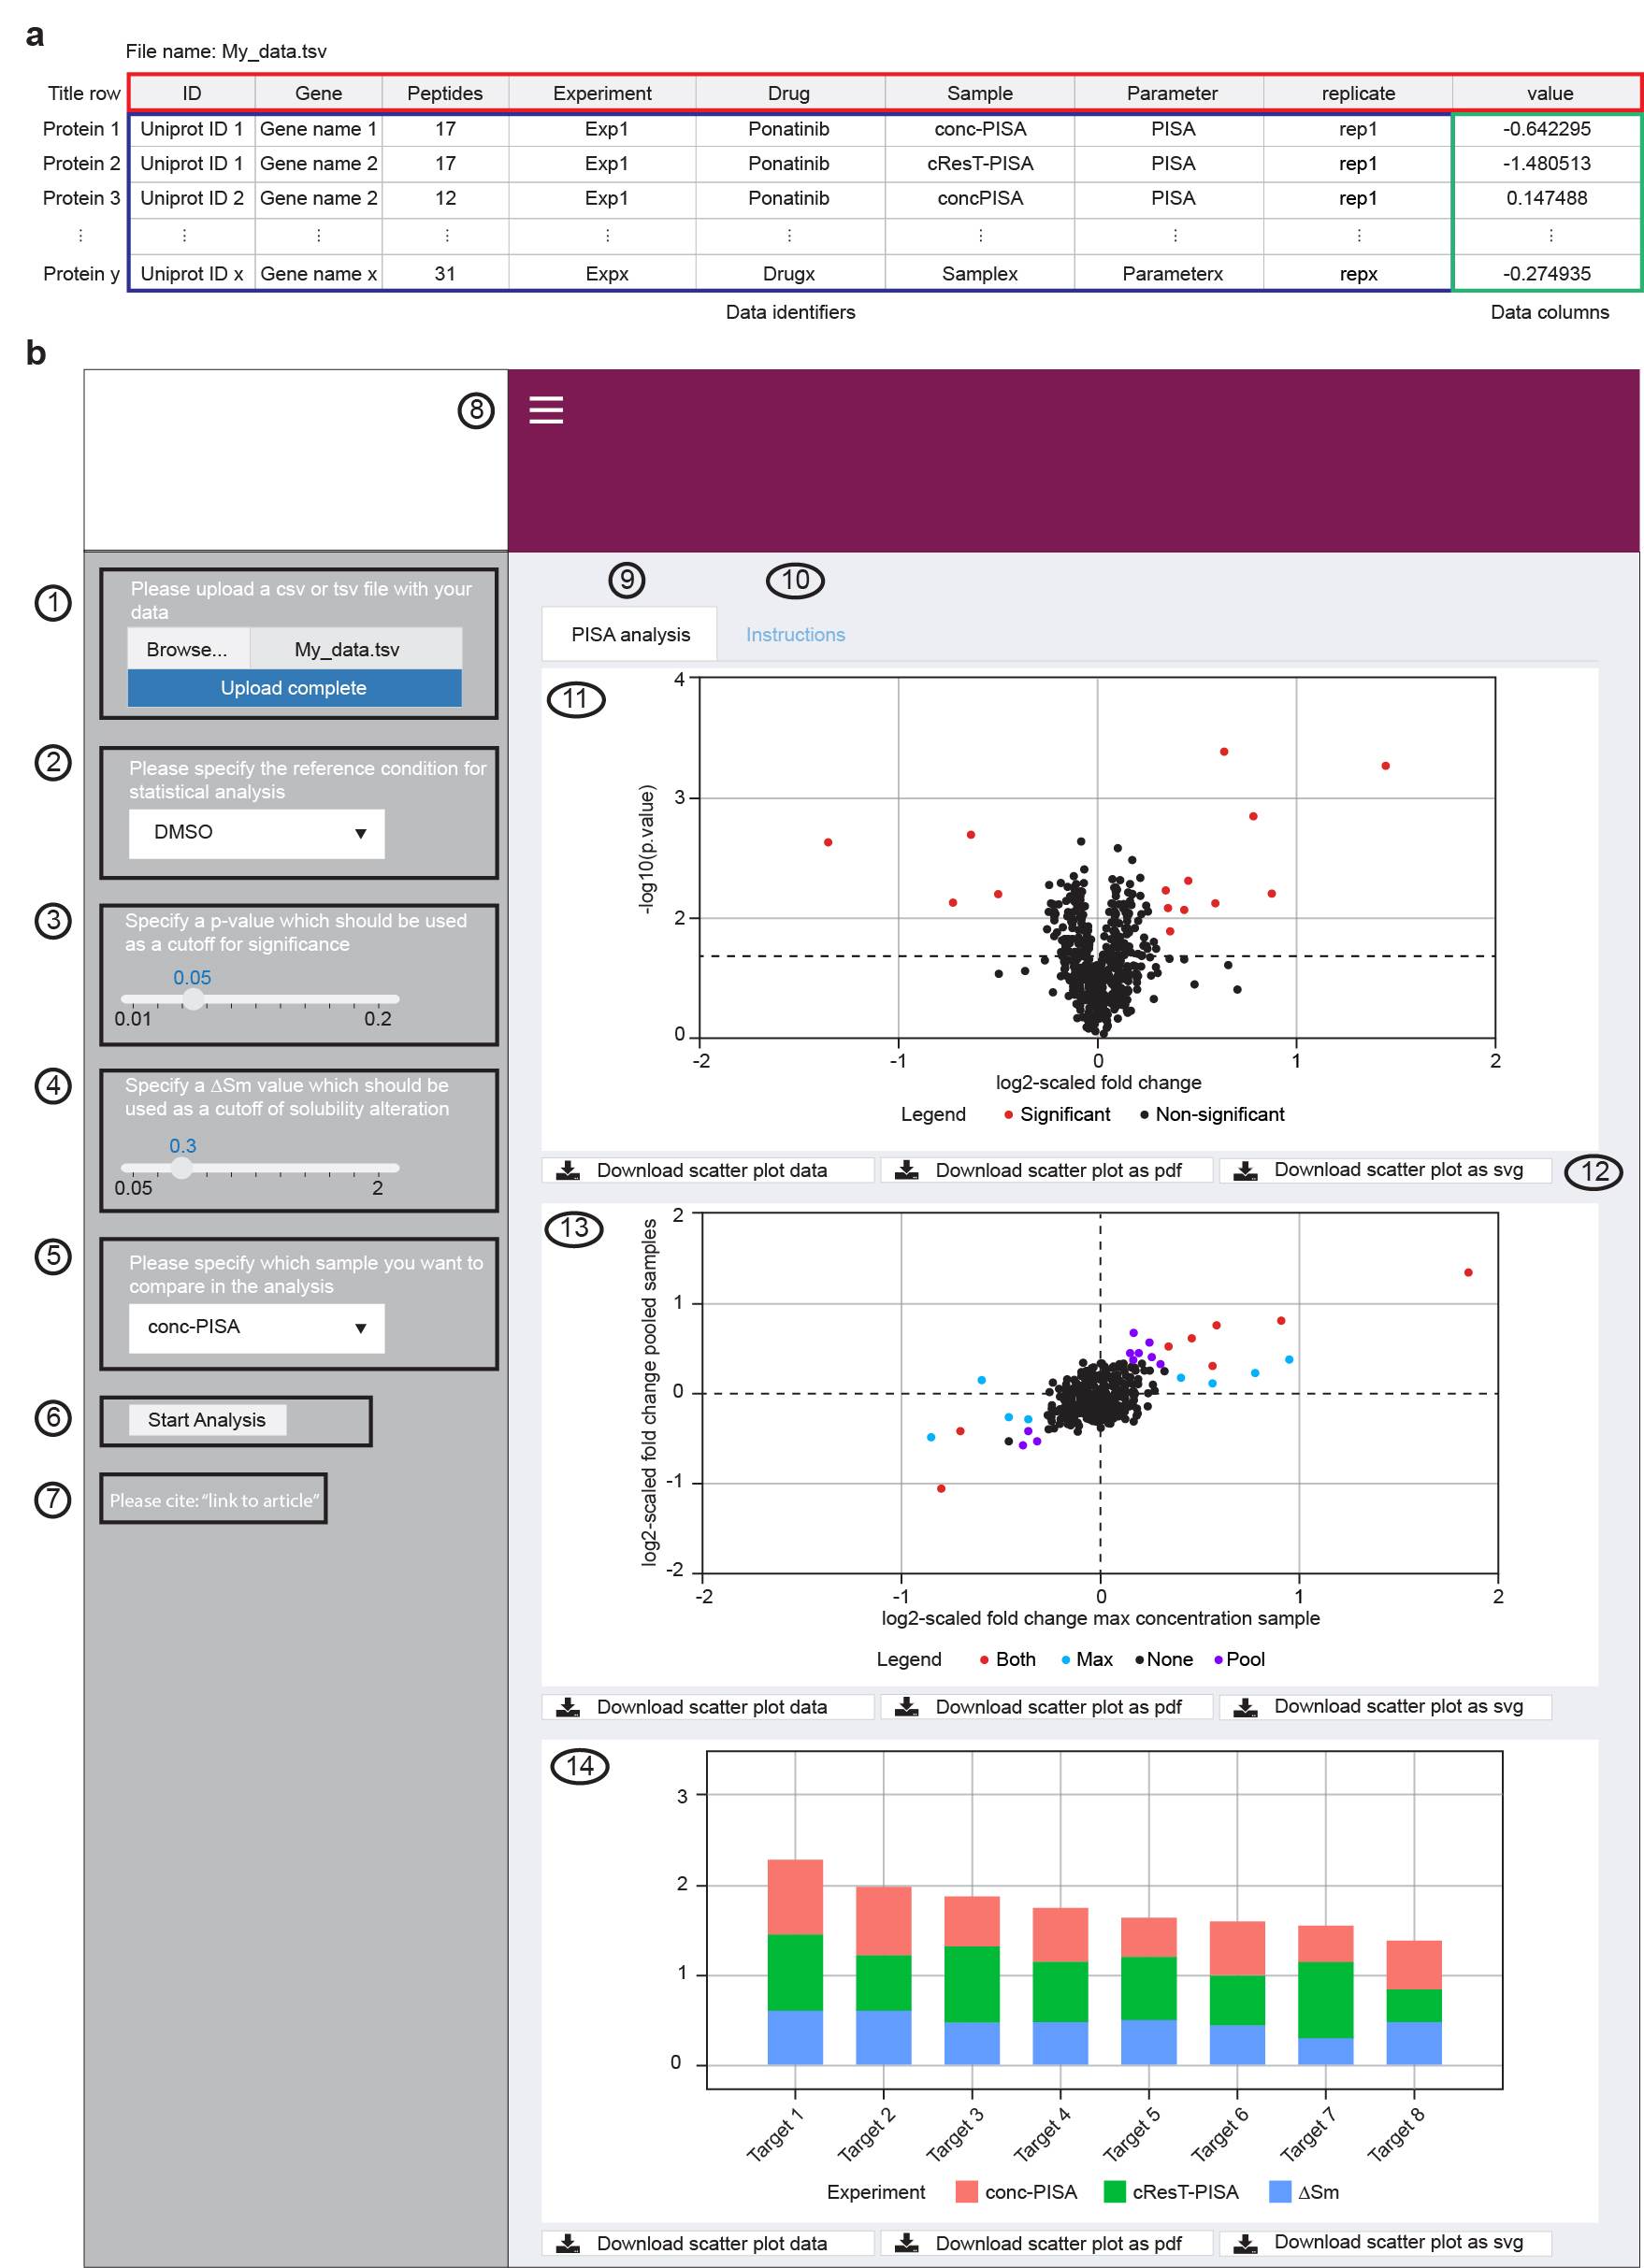 a
File name: My_data.tsv
Title row ID Gene Peptides Experiment Drug Sample Parameter replicate value
Protein 1 Uniprot ID 1 Gene name 1 17 Exp1 Ponatinib conc-PISA PISA rep1 -0.642295
Protein 2 Uniprot ID 1 Gene name 2 17 Exp1 Ponatinib cResT-PISA PISA rep1 -1.480513
Protein 3 Uniprot ID 2 Gene name 2 12 Exp1 Ponatinib concPISA PISA rep1 0.147488
⋮ ⋮ ⋮ ⋮ ⋮ ⋮ ⋮ ⋮ ⋮ ⋮
Protein y Uniprot ID x Gene name x 31 Expx Drugx Samplex Parameterx repx -0.274935
Data identifiers Data columns
b
8
1
Please upload a csv or tsv file with your
data
Browse... My_data.tsv
Upload complete
2
Please specify the reference condition for
statistical analysis
DMSO
3
Specify a p-value which should be used
as a cutoff for significance
0.05
0.01 0.2
4
Specify a ΔSm value which should be
used as a cutoff of solubility alteration
0.3
0.05 2
5
Please specify which sample you want to
compare in the analysis
conc-PISA
6
Start Analysis
7
Please cite: “link to article”
9 10
PISA analysis Instructions
11
-log10(p.value)
4
3
2
0
-2 -1 0 1 2
log2-scaled fold change
Legend Significant Non-significant
Download scatter plot data Download scatter plot as pdf Download scatter plot as svg 12
13
log2-scaled fold change pooled samples
2
1
0
-1
-2
-2 -1 0 1 2
log2-scaled fold change max concentration sample
Legend Both Max None Pool
Download scatter plot data Download scatter plot as pdf Download scatter plot as svg
14
3
2
1
0
Target 1 Target 2 Target 3 Target 4 Target 5 Target 6 Target 7 Target 8
Experiment conc-PISA cResT-PISA ΔSm
Download scatter plot data Download scatter plot as pdf Download scatter plot as svg